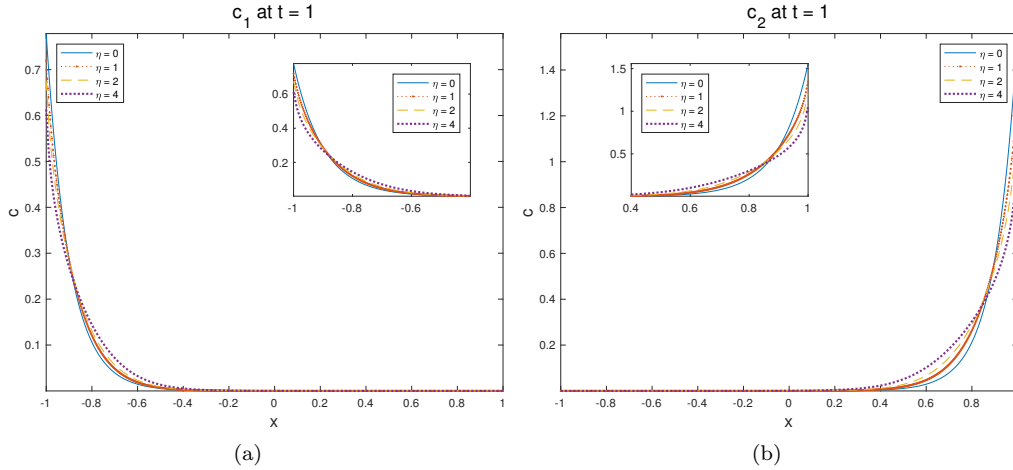 c1 at t = 1
η = 0
η = 1
η = 2
η = 4
η = 0
η = 1
η = 2
η = 4
0.6
0.4
0.2
-1 -0.8 -0.6
0.7
0.6
0.5
0.4
0.3
0.2
0.1
c
-1 -0.8 -0.6 -0.4 -0.2 0 0.2 0.4 0.6 0.8 1
x
(a)
c2 at t = 1
η = 0
η = 1
η = 2
η = 4
1.5
1
0.5
η = 0
η = 1
η = 2
η = 4
0.4 0.6 0.8 1
1.4
1.2
1
0.8
0.6
0.4
0.2
c
-1 -0.8 -0.6 -0.4 -0.2 0 0.2 0.4 0.6 0.8
x
(b)